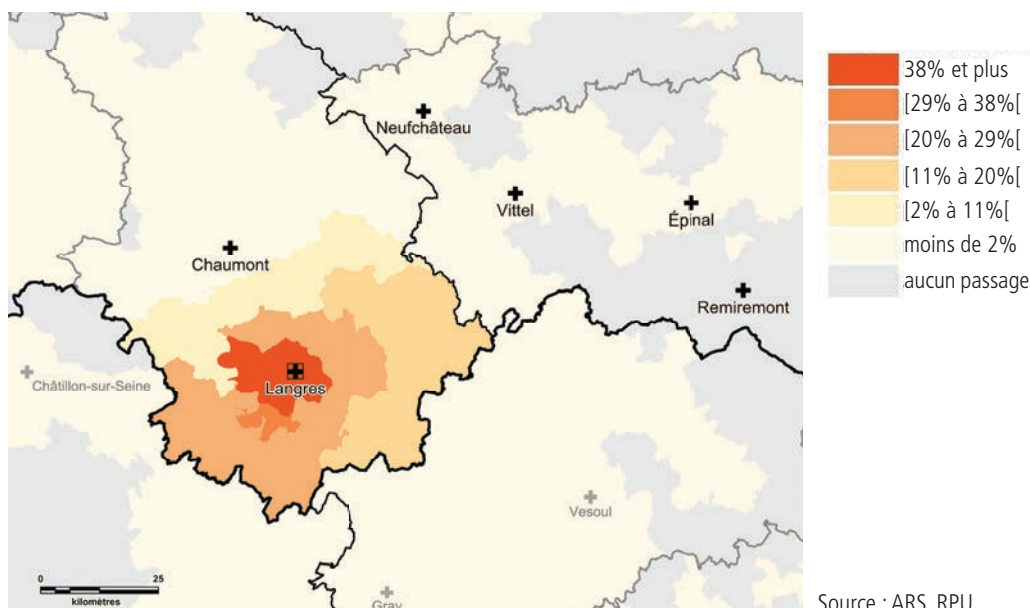 Neufchâteau
Vittel
Épinal
Chaumont
Remiremont
Langres
Châtillon-sur-Seine
Vesoul
Gray
0 25
kilomètres
38% et plus
[29% à 38%[
[20% à 29%[
[11% à 20%[
[2% à 11%[
moins de 2%
aucun passage
Source : ARS, RPU